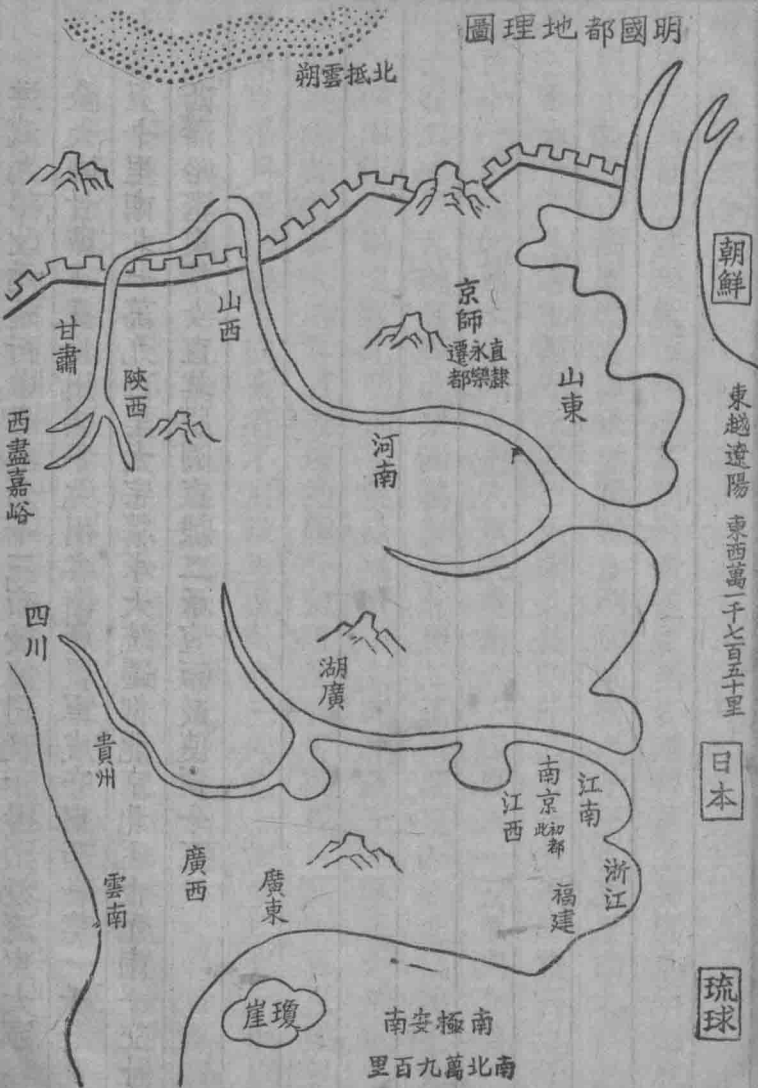 明國都地理圖
北抵雲朔
朝鮮
京師
直隸
永樂
遷都
山東
山西
甘肅
陝西
西盡嘉峪
河南
東越遼陽
東西萬一千七百五十里
四川
湖廣
貴州
日本
江南
南京
初都
此
江西
浙江
福建
廣東
廣西
雲南
琉球
瓊崖
南極安南
南北萬九百里